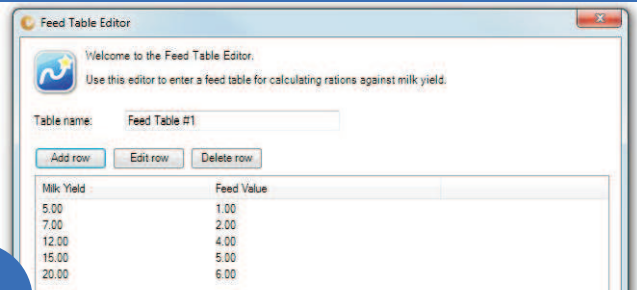 Feed Table Editor
Welcome to the Feed Table Editor.
Use this editor to enter a feed table for calculating rations against milk yield.
Table name: Feed Table #1
Add row Edit row Delete row
Milk Yield Feed Value
5.00 1.00
7.00 2.00
12.00 4.00
15.00 5.00
20.00 6.00